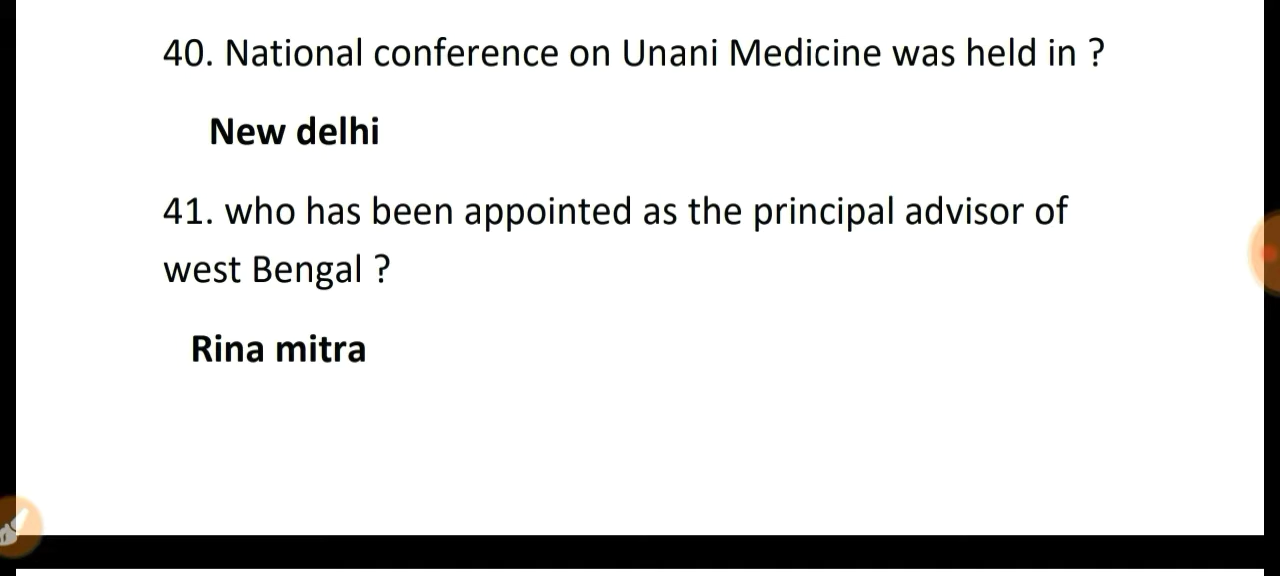 40. National conference on Unani Medicine was held in ?
New delhi
41. who has been appointed as the principal advisor of
west Bengal ?
Rina mitra